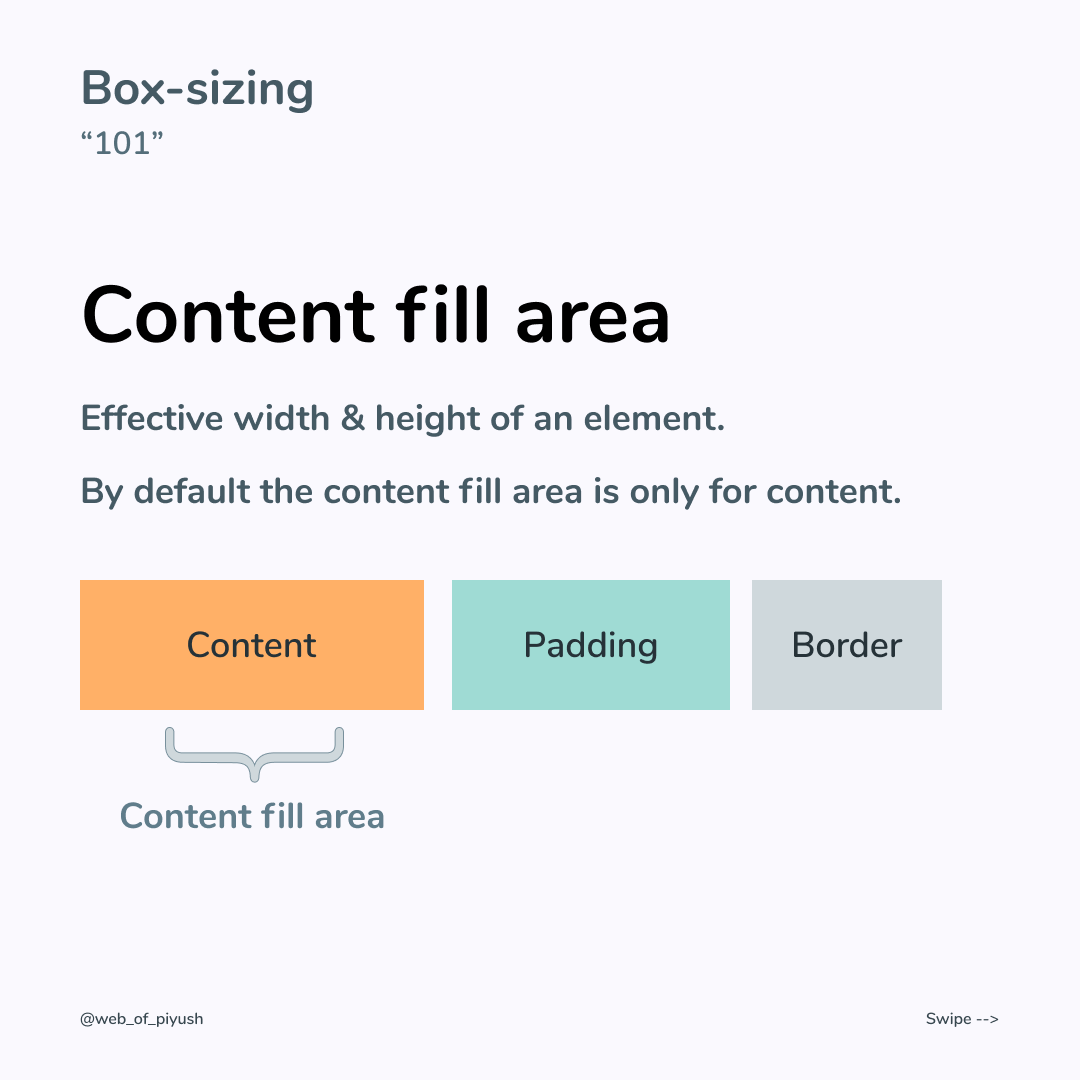 Box-sizing
“101”
Content fill area
Effective width & height of an element.
By default the content fill area is only for content.
Content
Padding
Border
Content fill area
@web_of_piyush
Swipe -->